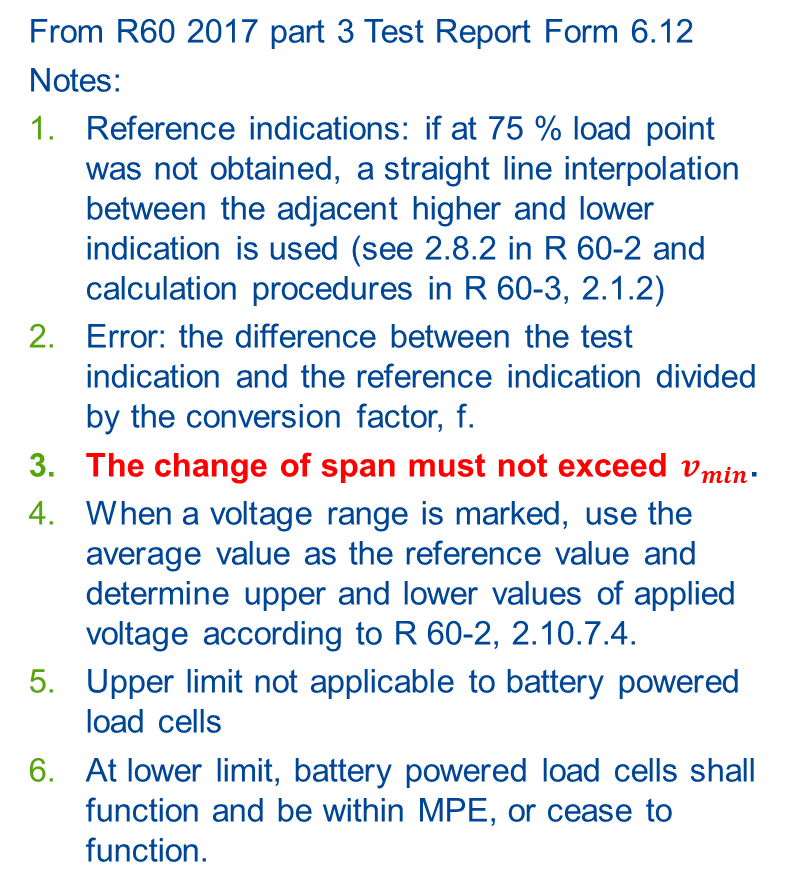 From R60 2017 part 3 Test Report Form 6.12
Notes:
1. Reference indications: if at 75 % load point
was not obtained, a straight line interpolation
between the adjacent higher and lower
indication is used (see 2.8.2 in R 60-2 and
calculation procedures in R 60-3, 2.1.2)
2. Error: the difference between the test
indication and the reference indication divided
by the conversion factor, f.
3. The change of span must not exceed v_min.
4. When a voltage range is marked, use the
average value as the reference value and
determine upper and lower values of applied
voltage according to R 60-2, 2.10.7.4.
5. Upper limit not applicable to battery powered
load cells
6. At lower limit, battery powered load cells shall
function and be within MPE, or cease to
function.